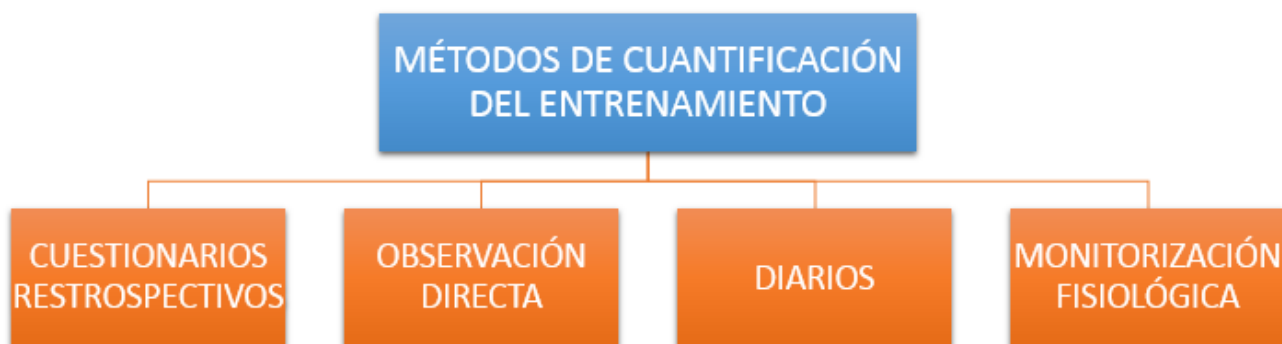 MÉTODOS DE CUANTIFICACIÓN
DEL ENTRENAMIENTO
CUESTIONARIOS
RESTROSPECTIVOS
OBSERVACIÓN
DIRECTA
DIARIOS
MONITORIZACIÓN
FISIOLÓGICA